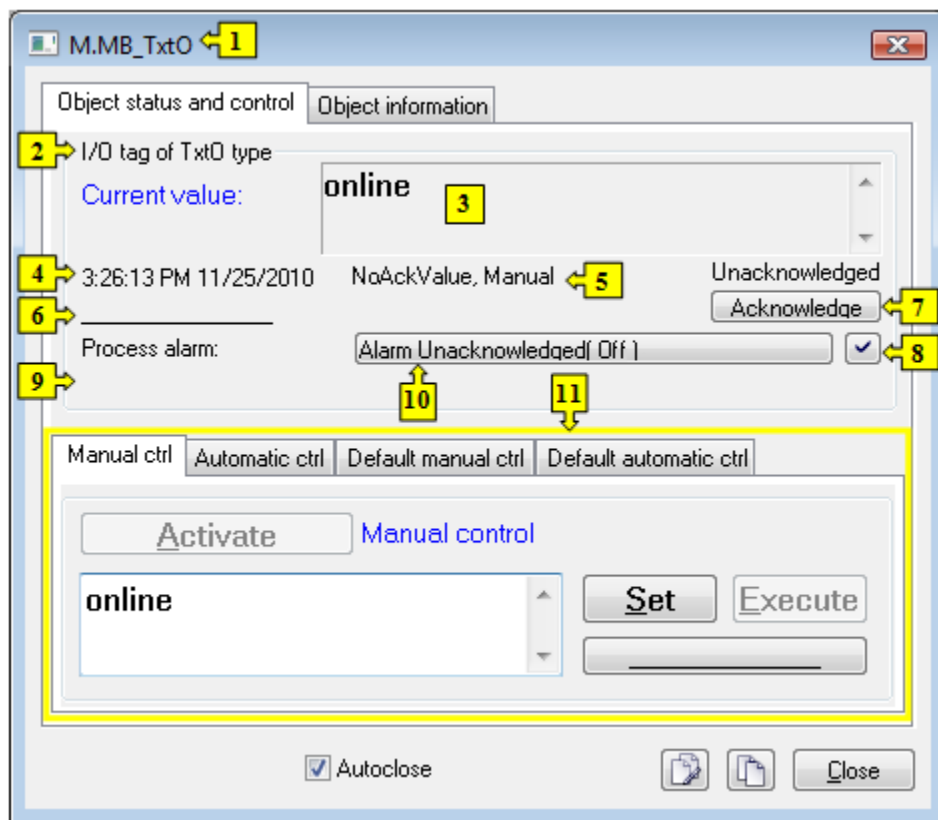 M.MB_TxtO 1
Object status and control Object information
2 I/O tag of TxtO type
Current value: online 3
4 3:26:13 PM 11/25/2010 NoAckValue, Manual 5 Unacknowledged
6 Acknowledge 7
Process alarm: Alarm Unacknowledged( Off ) 8
9 10 11
Manual ctrl Automatic ctrl Default manual ctrl Default automatic ctrl
Activate Manual control
online Set Execute
Autoclose Close